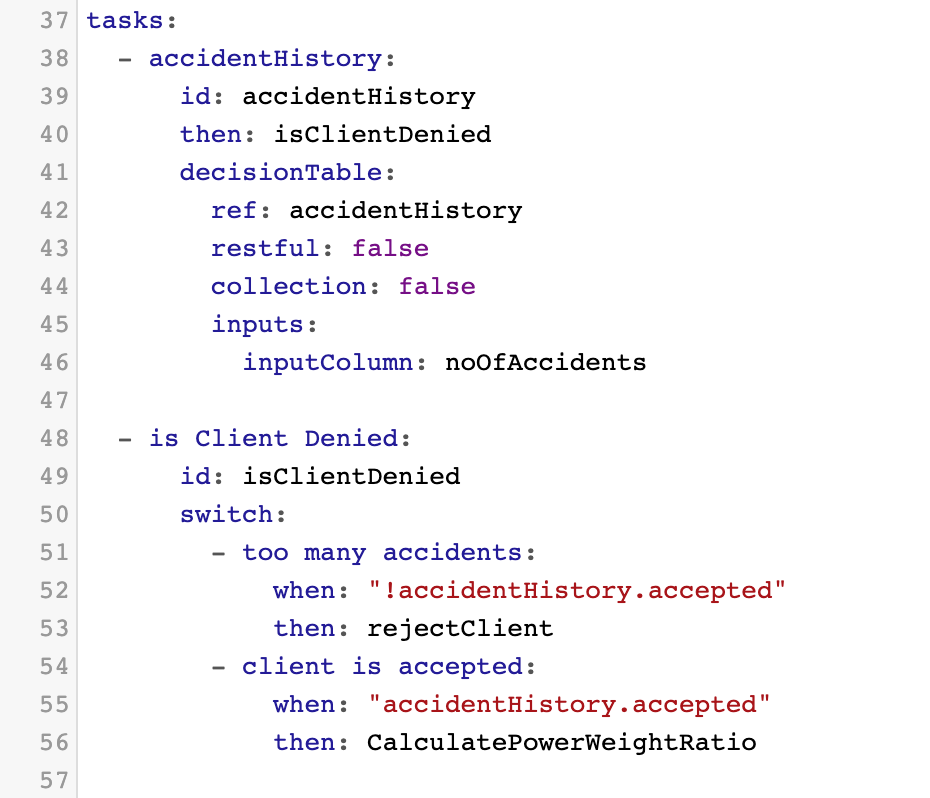 37 tasks:
38   - accidentHistory:
39       id: accidentHistory
40       then: isClientDenied
41       decisionTable:
42         ref: accidentHistory
43         restful: false
44         collection: false
45         inputs:
46           inputColumn: noOfAccidents
47
48   - is Client Denied:
49       id: isClientDenied
50       switch:
51         - too many accidents:
52             when: "!accidentHistory.accepted"
53             then: rejectClient
54         - client is accepted:
55             when: "accidentHistory.accepted"
56             then: CalculatePowerWeightRatio
57